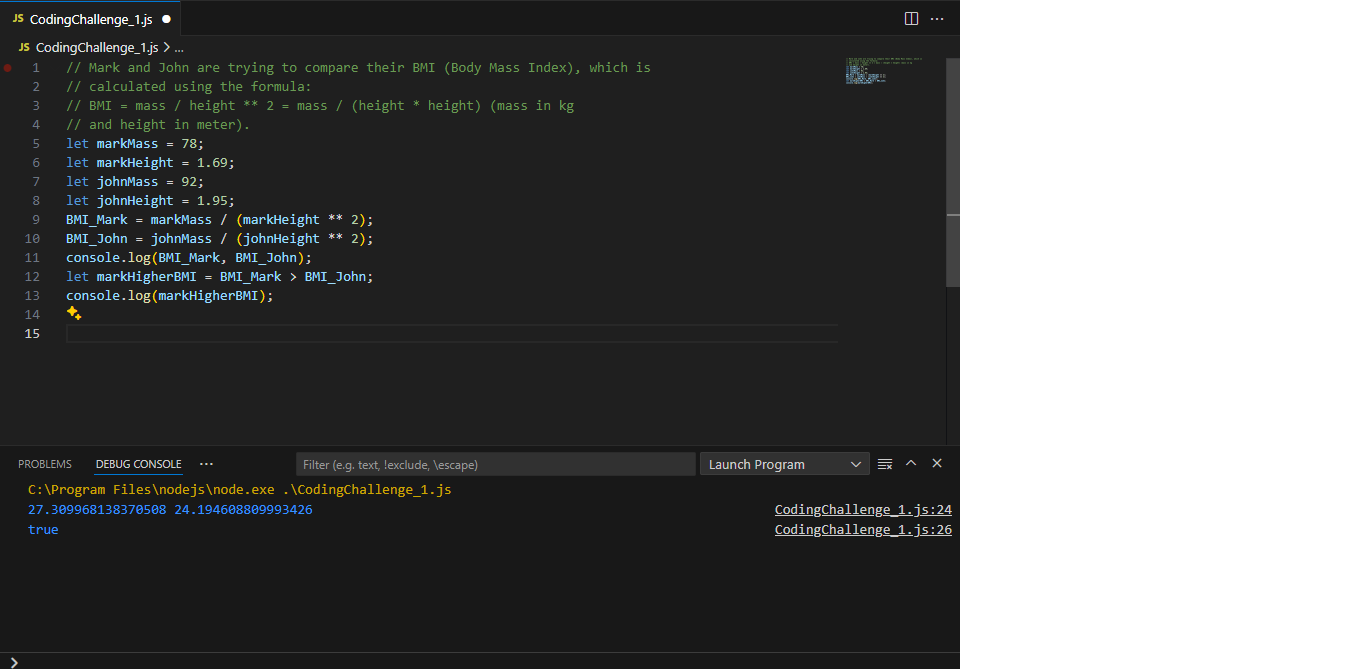 JS CodingChallenge_1.js
JS CodingChallenge_1.js > ...
1 // Mark and John are trying to compare their BMI (Body Mass Index), which is
2 // calculated using the formula:
3 // BMI = mass / height ** 2 = mass / (height * height) (mass in kg
4 // and height in meter).
5 let markMass = 78;
6 let markHeight = 1.69;
7 let johnMass = 92;
8 let johnHeight = 1.95;
9 BMI_Mark = markMass / (markHeight ** 2);
10 BMI_John = johnMass / (johnHeight ** 2);
11 console.log(BMI_Mark, BMI_John);
12 let markHigherBMI = BMI_Mark > BMI_John;
13 console.log(markHigherBMI);
14
15
PROBLEMS DEBUG CONSOLE ··· Filter (e.g. text, !exclude, \escape) Launch Program
C:\Program Files\nodejs\node.exe .\CodingChallenge_1.js
27.309968138370508 24.194608809993426 CodingChallenge_1.js:24
true CodingChallenge_1.js:26